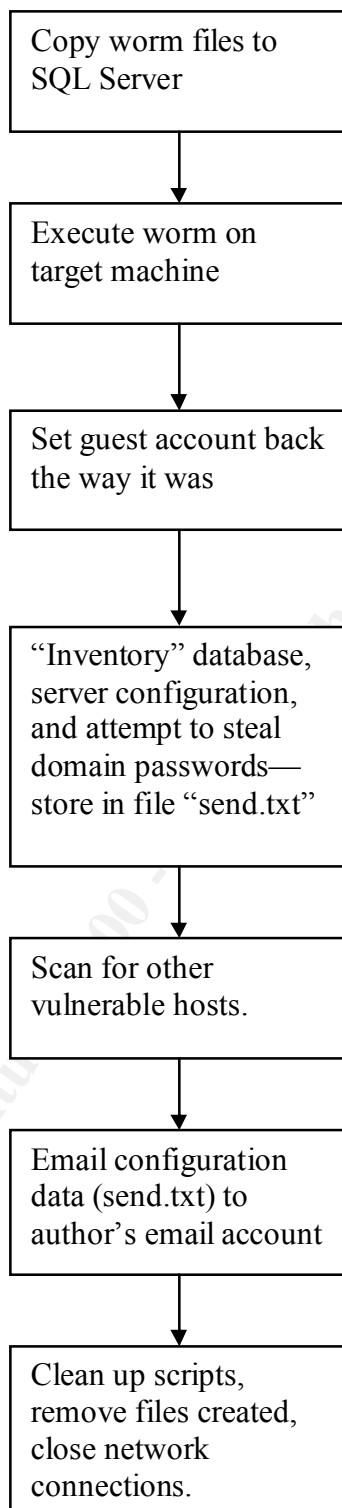 Copy worm files to
SQL Server
Execute worm on
target machine
Set guest account back
the way it was
“Inventory” database,
server configuration,
and attempt to steal
domain passwords—
store in file “send.txt”
Scan for other
vulnerable hosts.
Email configuration
data (send.txt) to
author’s email account
Clean up scripts,
remove files created,
close network
connections.